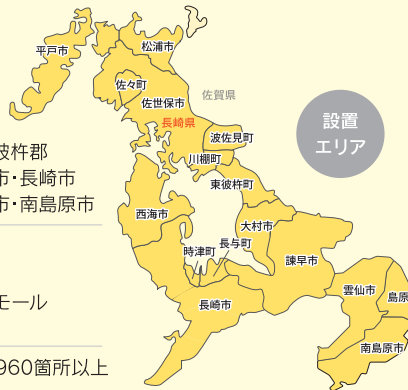 平戸市
松浦市
佐々町
佐世保市
佐賀県
長崎県
波佐見町
川棚町
東彼杵町
設置
エリア
彼杵郡
市・長崎市
市・南島原市
西海市
大村市
長与町
時津町
諫早市
雲仙市
島原
長崎市
南島原市
モール
960箇所以上